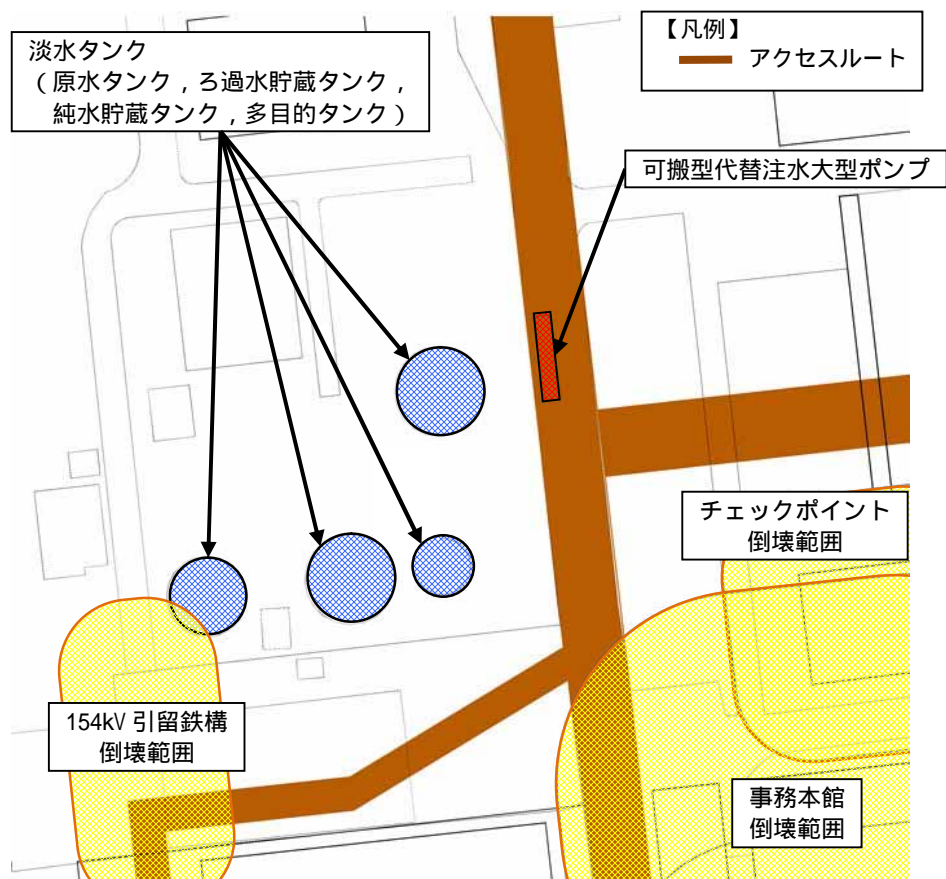 淡水タンク
（原水タンク，ろ過水貯蔵タンク，
純水貯蔵タンク，多目的タンク）
【凡例】
アクセスルート
可搬型代替注水大型ポンプ
チェックポイント
倒壊範囲
154kV 引留鉄構
倒壊範囲
事務本館
倒壊範囲